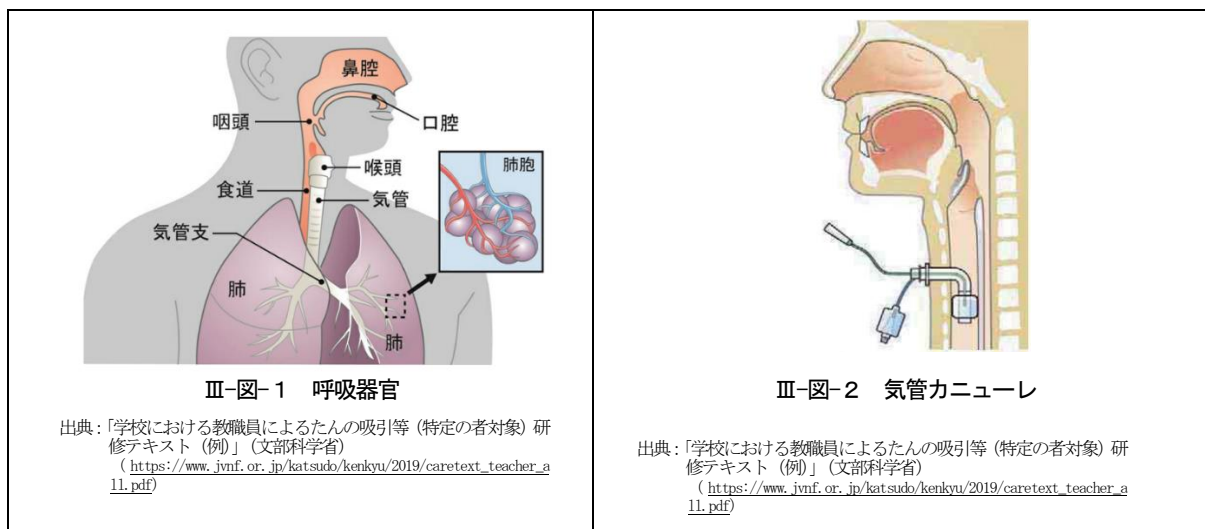 鼻腔
咽頭
口腔
喉頭
肺胞
食道
気管
気管支
肺
肺
Ⅲ-図-1 呼吸器官
出典:「学校における教職員によるたんの吸引等(特定の者対象)研
修テキスト(例)」(文部科学省)
(https://www.jvnf.or.jp/katsudo/kenkyu/2019/caretext_teacher_a
ll.pdf)
Ⅲ-図-2 気管カニューレ
出典:「学校における教職員によるたんの吸引等(特定の者対象)研
修テキスト(例)」(文部科学省)
(https://www.jvnf.or.jp/katsudo/kenkyu/2019/caretext_teacher_a
ll.pdf)